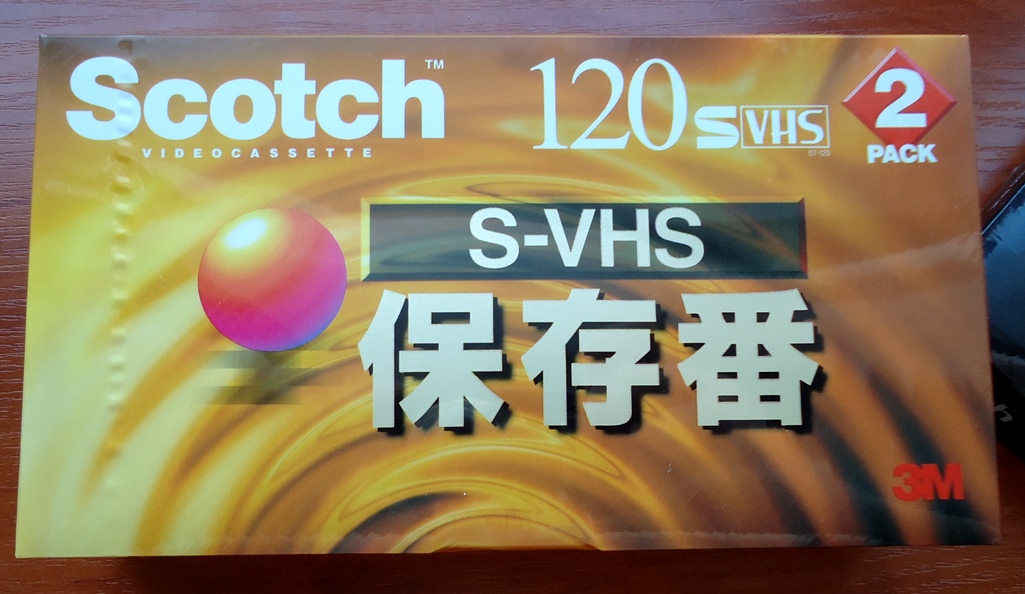 Scotch™
VIDEOCASSETTE
120 S VHS
ST-120
2
PACK
S-VHS
保存番
3M